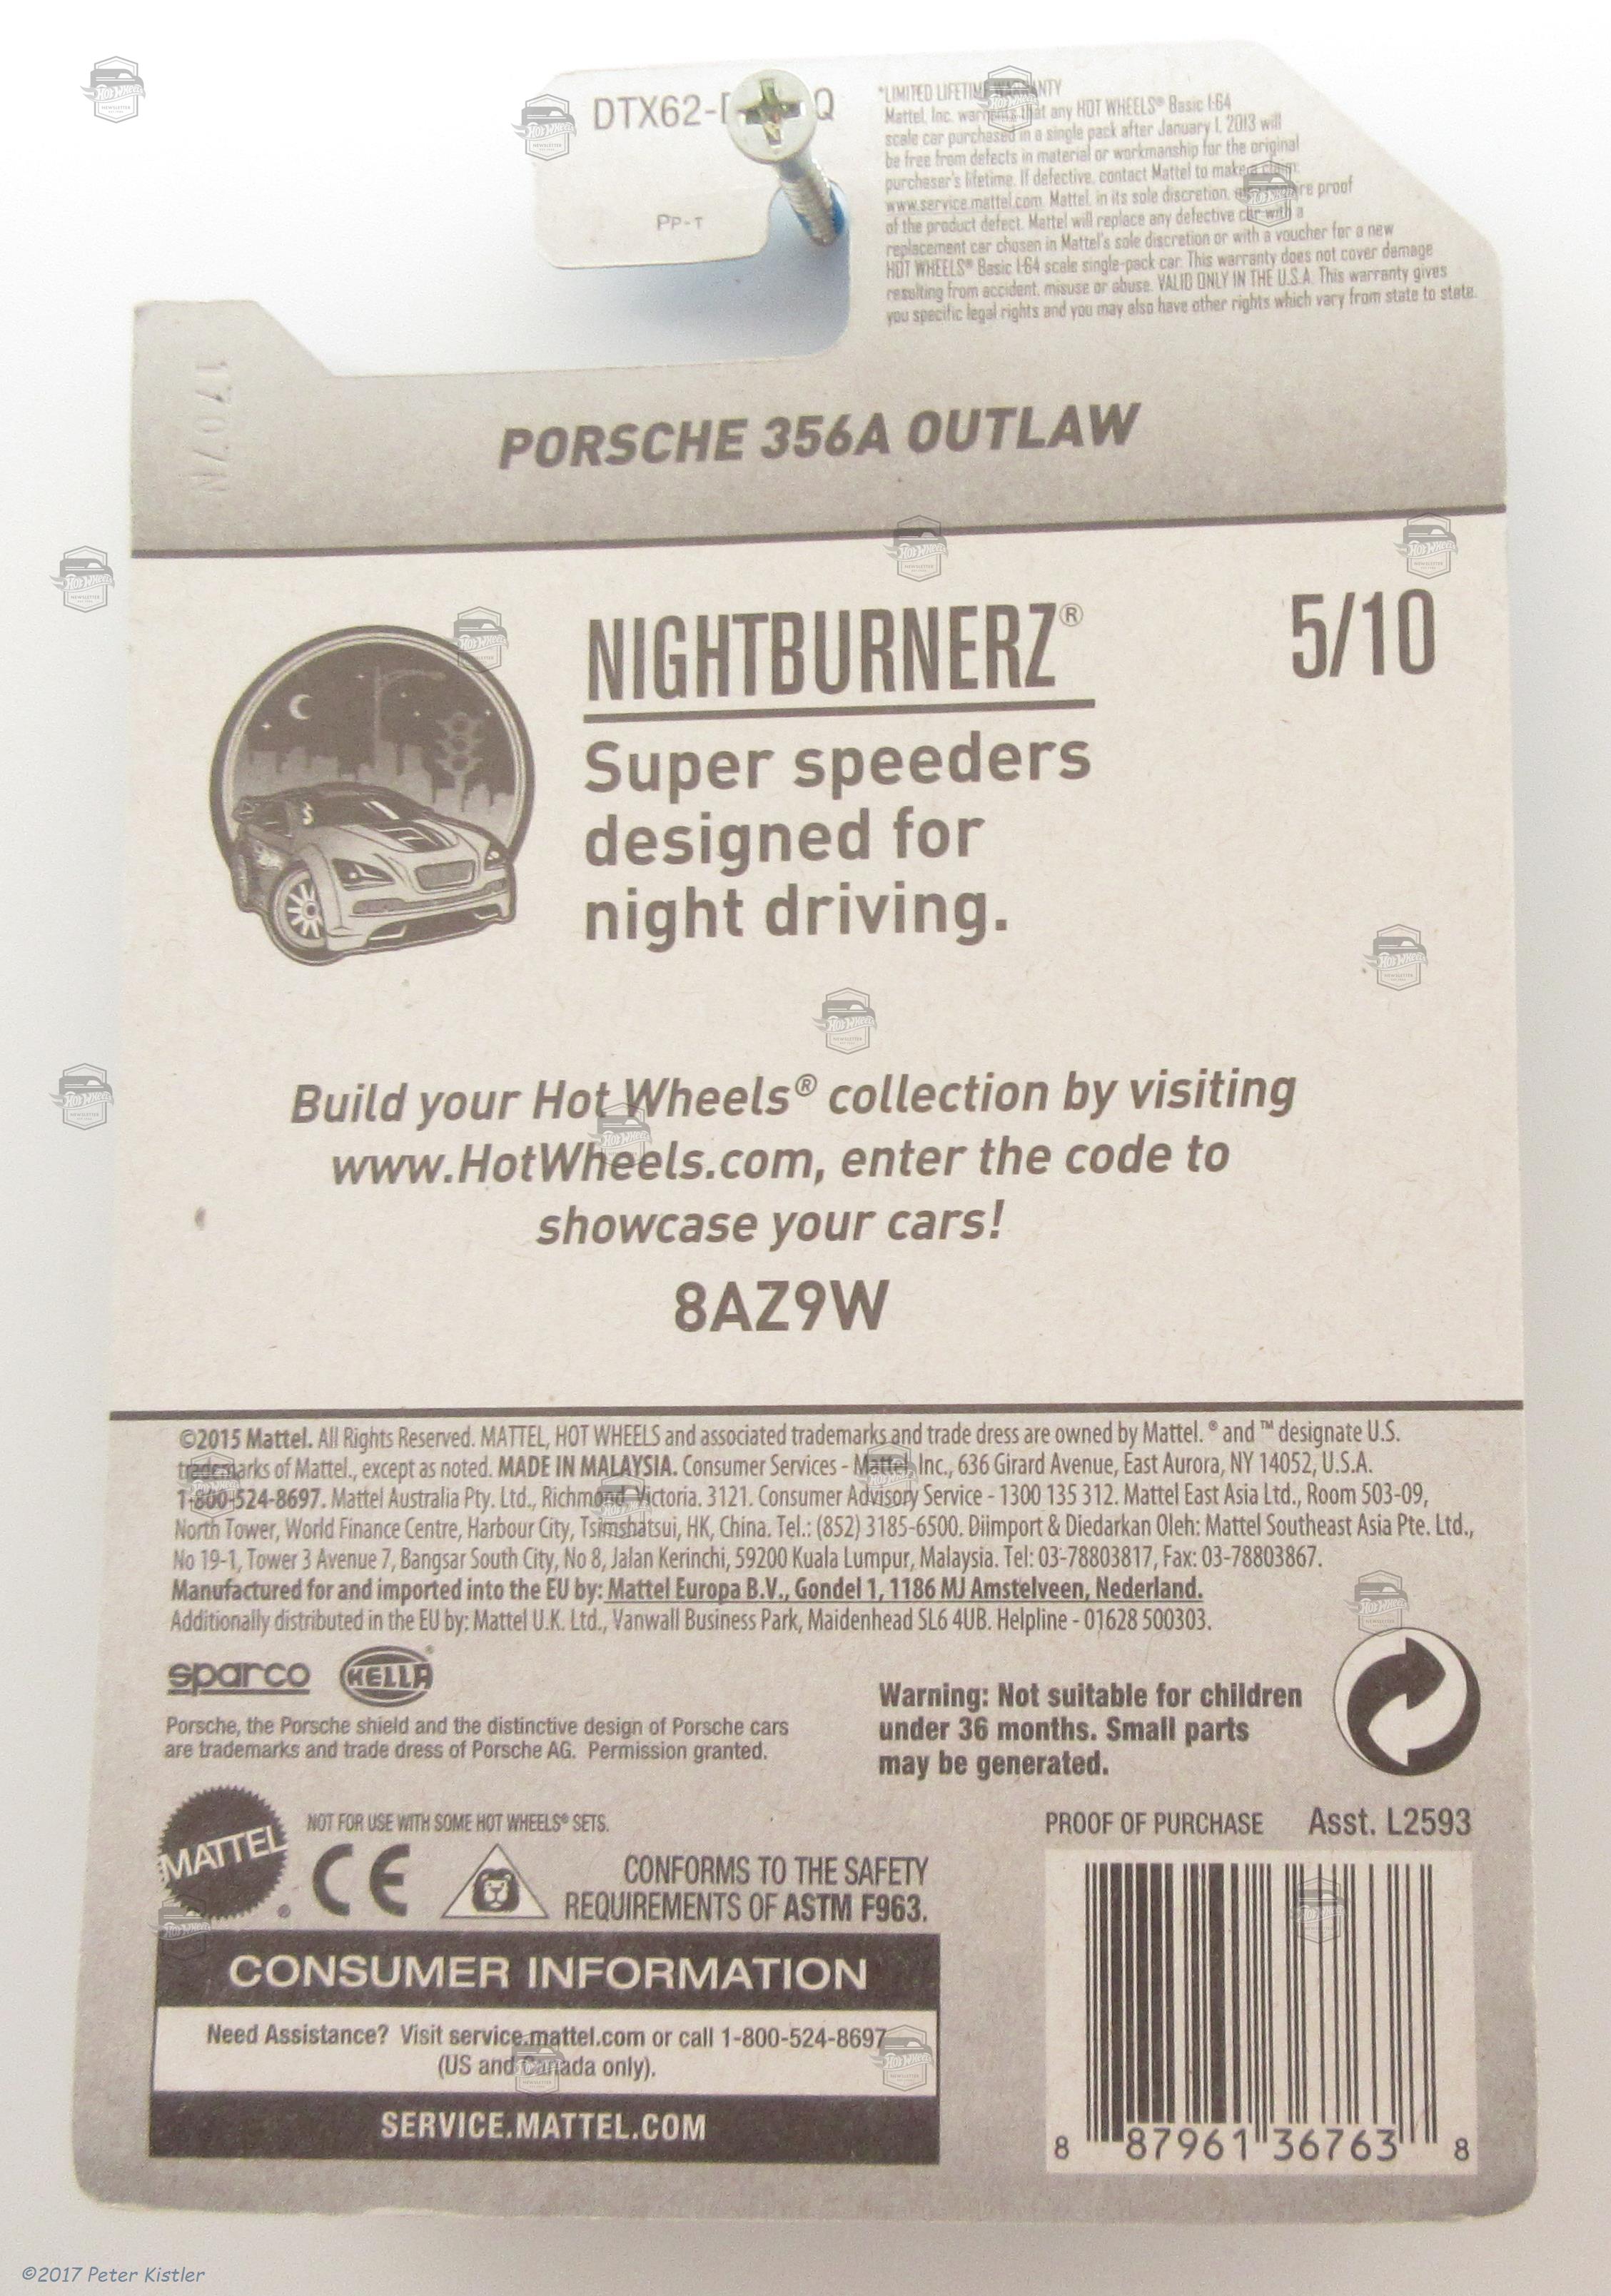 DTX62-D Q
PP-T
*LIMITED LIFETIME WARRANTY
Mattel, Inc. warrants that any HOT WHEELS® Basic 1:64
scale car purchased in a single pack after January 1, 2013 will
be free from defects in material or workmanship for the original
purchaser's lifetime. If defective, contact Mattel to make a claim:
www.service.mattel.com. Mattel, in its sole discretion, may require proof
of the product defect. Mattel will replace any defective car with a
replacement car chosen in Mattel's sole discretion or with a voucher for a new
HOT WHEELS® Basic 1:64 scale single-pack car. This warranty does not cover damage
resulting from accident, misuse or abuse. VALID ONLY IN THE U.S.A. This warranty gives
you specific legal rights and you may also have other rights which vary from state to state.
1707N
PORSCHE 356A OUTLAW
NIGHTBURNERZ®
5/10
Super speeders
designed for
night driving.
Build your Hot Wheels® collection by visiting
www.HotWheels.com, enter the code to
showcase your cars!
8AZ9W
©2015 Mattel. All Rights Reserved. MATTEL, HOT WHEELS and associated trademarks and trade dress are owned by Mattel. ® and ™ designate U.S.
trademarks of Mattel., except as noted. MADE IN MALAYSIA. Consumer Services - Mattel, Inc., 636 Girard Avenue, East Aurora, NY 14052, U.S.A.
1-800-524-8697. Mattel Australia Pty. Ltd., Richmond, Victoria. 3121. Consumer Advisory Service - 1300 135 312. Mattel East Asia Ltd., Room 503-09,
North Tower, World Finance Centre, Harbour City, Tsimshatsui, HK, China. Tel.: (852) 3185-6500. Diimport & Diedarkan Oleh: Mattel Southeast Asia Pte. Ltd.,
No 19-1, Tower 3 Avenue 7, Bangsar South City, No 8, Jalan Kerinchi, 59200 Kuala Lumpur, Malaysia. Tel: 03-78803817, Fax: 03-78803867.
Manufactured for and imported into the EU by: Mattel Europa B.V., Gondel 1, 1186 MJ Amstelveen, Nederland.
Additionally distributed in the EU by: Mattel U.K. Ltd., Vanwall Business Park, Maidenhead SL6 4UB. Helpline - 01628 500303.
sparco HELLA®
Porsche, the Porsche shield and the distinctive design of Porsche cars
are trademarks and trade dress of Porsche AG. Permission granted.
Warning: Not suitable for children
under 36 months. Small parts
may be generated.
MATTEL®
NOT FOR USE WITH SOME HOT WHEELS® SETS.
CE
CONFORMS TO THE SAFETY
REQUIREMENTS OF ASTM F963.
PROOF OF PURCHASE Asst. L2593
CONSUMER INFORMATION
Need Assistance? Visit service.mattel.com or call 1-800-524-8697
(US and Canada only).
SERVICE.MATTEL.COM
8 87961 36763 8
©2017 Peter Kistler